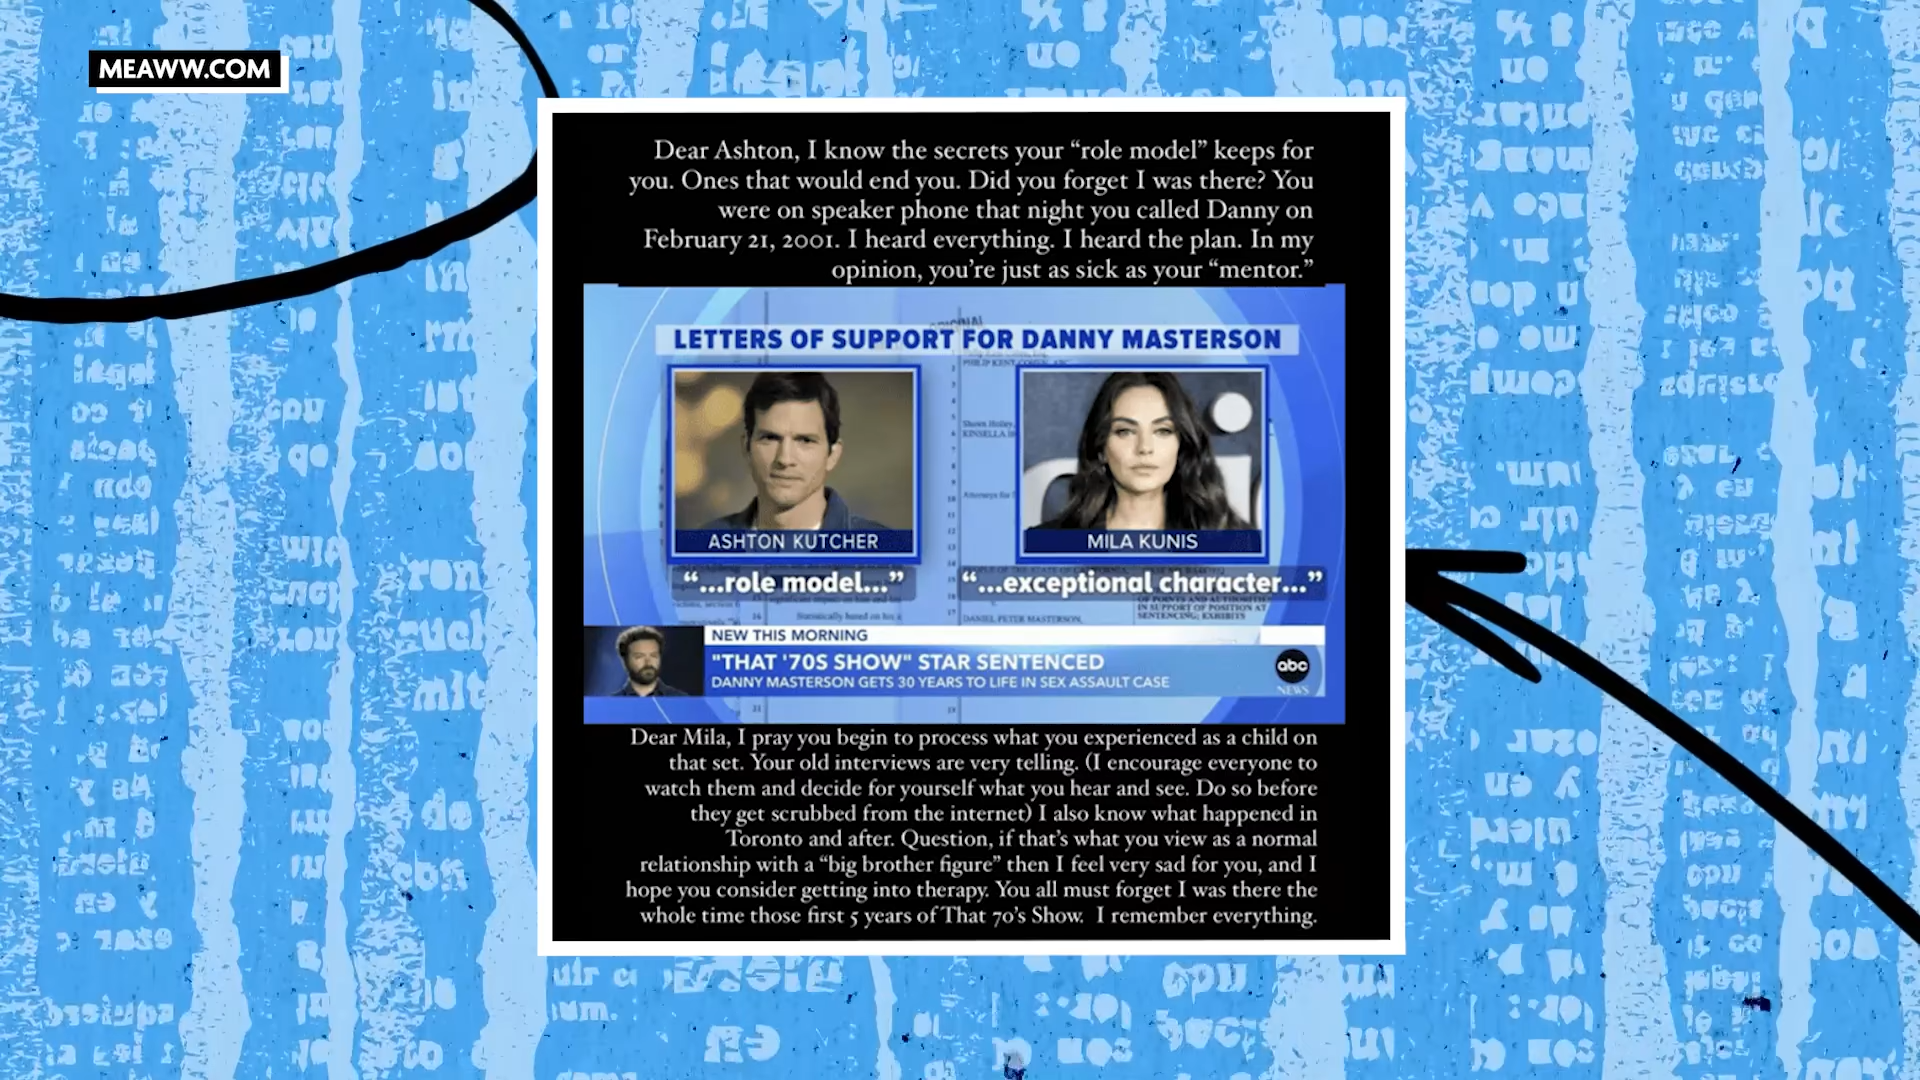 MEAWW.COM
Dear Ashton, I know the secrets your “role model” keeps for
you. Ones that would end you. Did you forget I was there? You
were on speaker phone that night you called Danny on
February 21, 2001. I heard everything. I heard the plan. In my
opinion, you’re just as sick as your “mentor.”
LETTERS OF SUPPORT FOR DANNY MASTERSON
ASHTON KUTCHER
MILA KUNIS
“...role model...”
“...exceptional character...”
NEW THIS MORNING
"THAT '70S SHOW" STAR SENTENCED
DANNY MASTERSON GETS 30 YEARS TO LIFE IN SEX ASSAULT CASE
abc
NEWS
Dear Mila, I pray you begin to process what you experienced as a child on
that set. Your old interviews are very telling. (I encourage everyone to
watch them and decide for yourself what you hear and see. Do so before
they get scrubbed from the internet) I also know what happened in
Toronto and after. Question, if that’s what you view as a normal
relationship with a “big brother figure” then I feel very sad for you, and I
hope you consider getting into therapy. You all must forget I was there the
whole time those first 5 years of That 70’s Show. I remember everything.